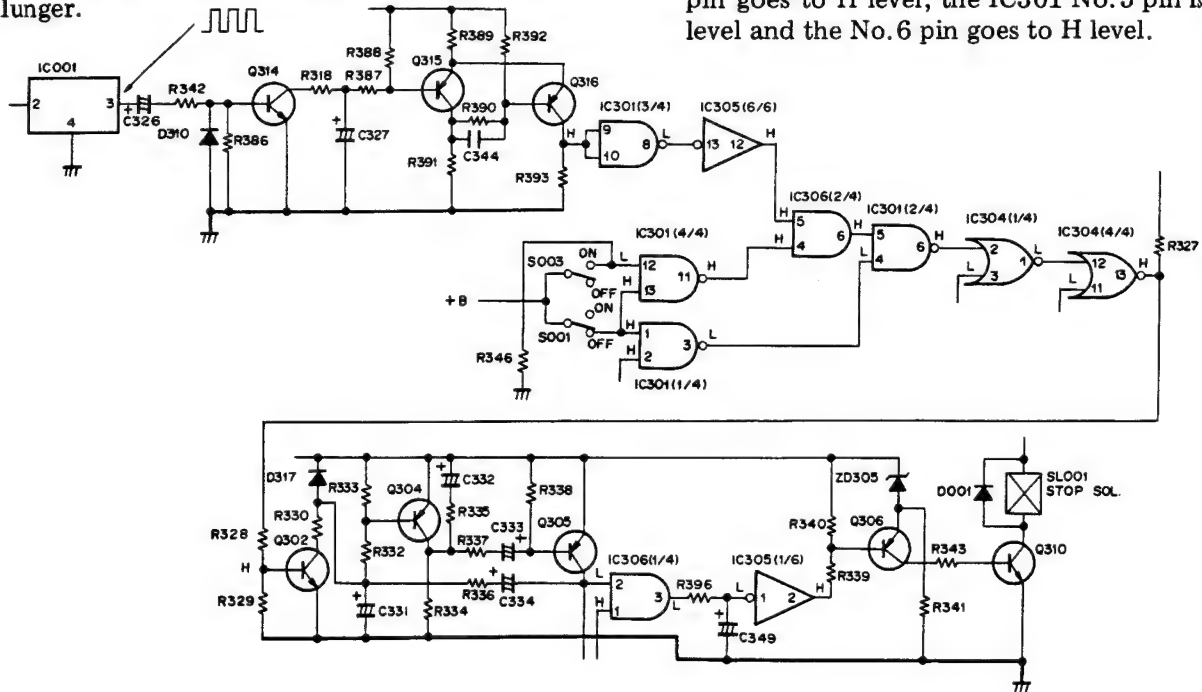 lunger.
pin goes to H level, the IC301 No. 5 pin is
level and the No. 6 pin goes to H level.
R388
R389
R392
IC001
Q314
R318
R387
Q315
Q316
2
3
4
+
C326
R342
D310
R386
+
C327
R390
C344
R391
R393
H
IC301(3/4)
9
10
8
L
IC305(6/6)
13
12
H
IC306(2/4)
H
5
H
4
6
IC301(2/4)
H
5
L
4
6
H
IC304(1/4)
2
L
3
1
L
IC304(4/4)
12
L
11
13
H
R327
IC301(4/4)
S003
ON
OFF
L
12
H
13
11
H
+B
ON
S001
OFF
H
1
H
2
3
L
R346
IC301(1/4)
D317
R333
Q304
+
C332
R335
R338
ZD305
D001
SL001
STOP SOL.
R330
Q302
R328
H
R329
R332
R337
C333
+
Q305
R336
+
C334
+
C331
R334
IC306(1/4)
L
2
H
1
3
L
R396
L
IC305(1/6)
1
2
H
+
C349
R340
R339
Q306
R343
Q310
R341